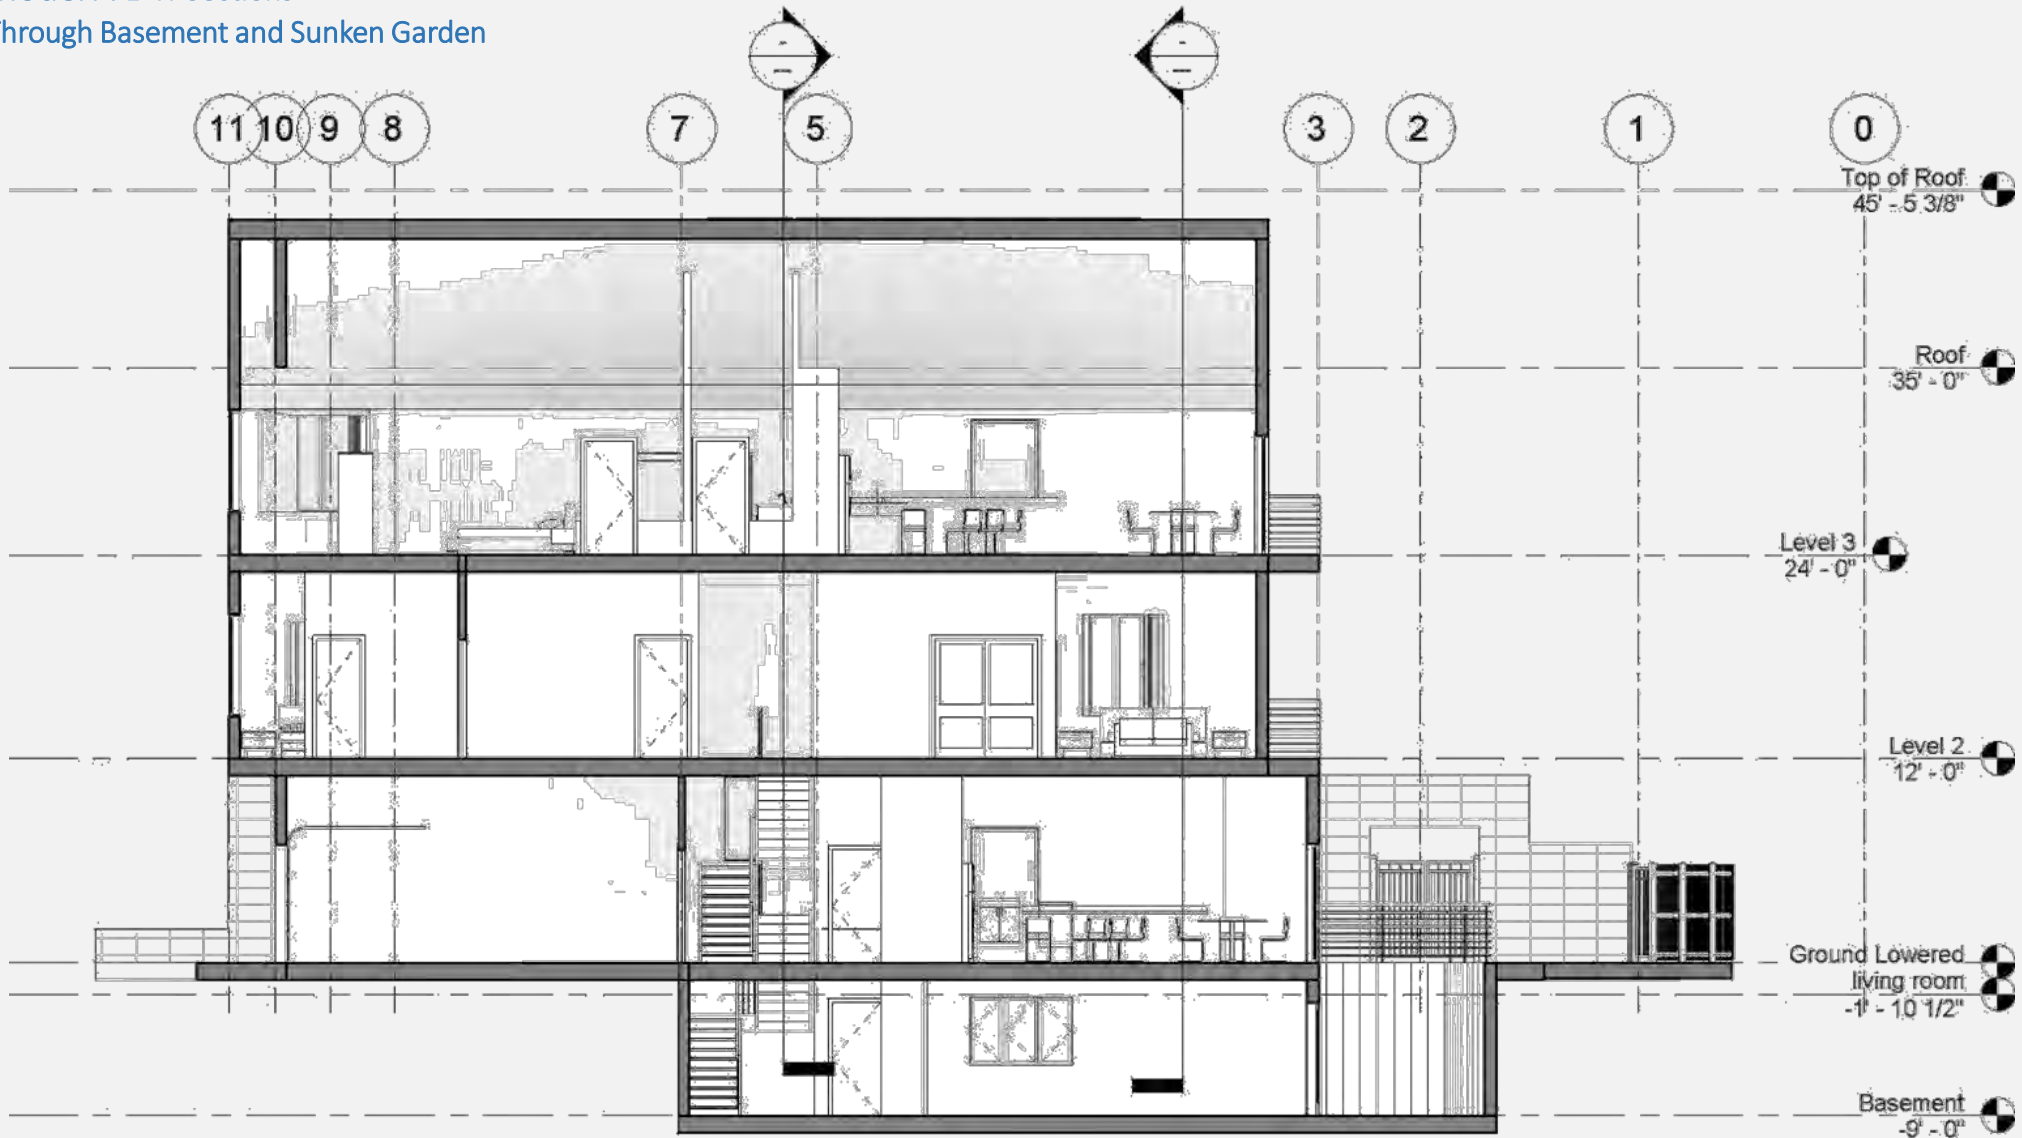 Through Basement and Sunken Garden
11 10 9 8 7 5 3 2 1 0
Top of Roof
45' - 5 3/8"
Roof
35' - 0"
Level 3
24' - 0"
Level 2
12' - 0"
Ground Lowered
living room
-1' - 10 1/2"
Basement
-9' - 0"